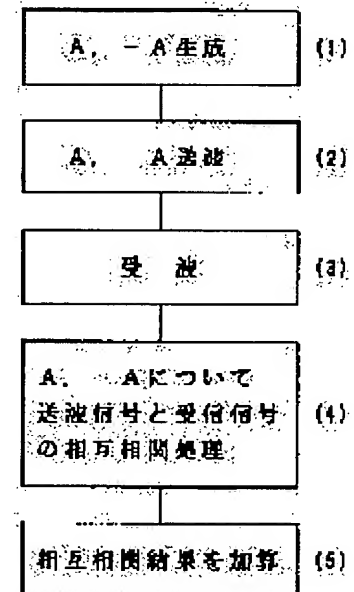 A, -A生成 (1)
A, A送波 (2)
受 波 (3)
A, -Aについて
送波信号と受信信号 (4)
の相互相関処理
相互相関結果を加算 (5)